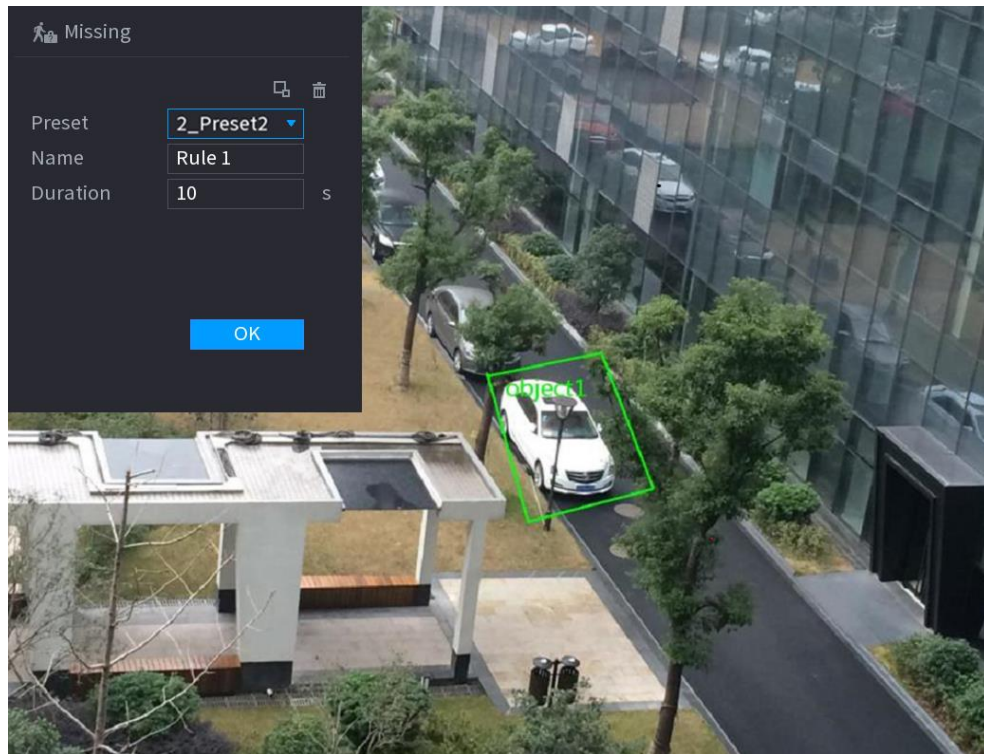 Missing
Preset 2_Preset2
Name Rule 1
Duration 10 s
OK
object1